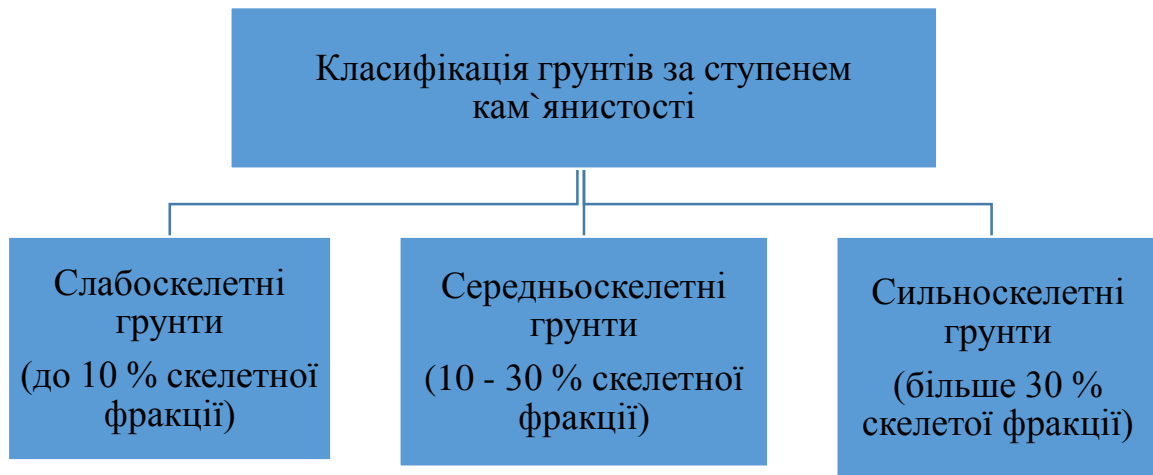 Класифікація грунтів за ступенем
кам`янистості
Слабоскелетні
грунти
(до 10 % скелетної
фракції)
Середньоскелетні
грунти
(10 - 30 % скелетної
фракції)
Сильноскелетні
грунти
(більше 30 %
скелетої фракції)